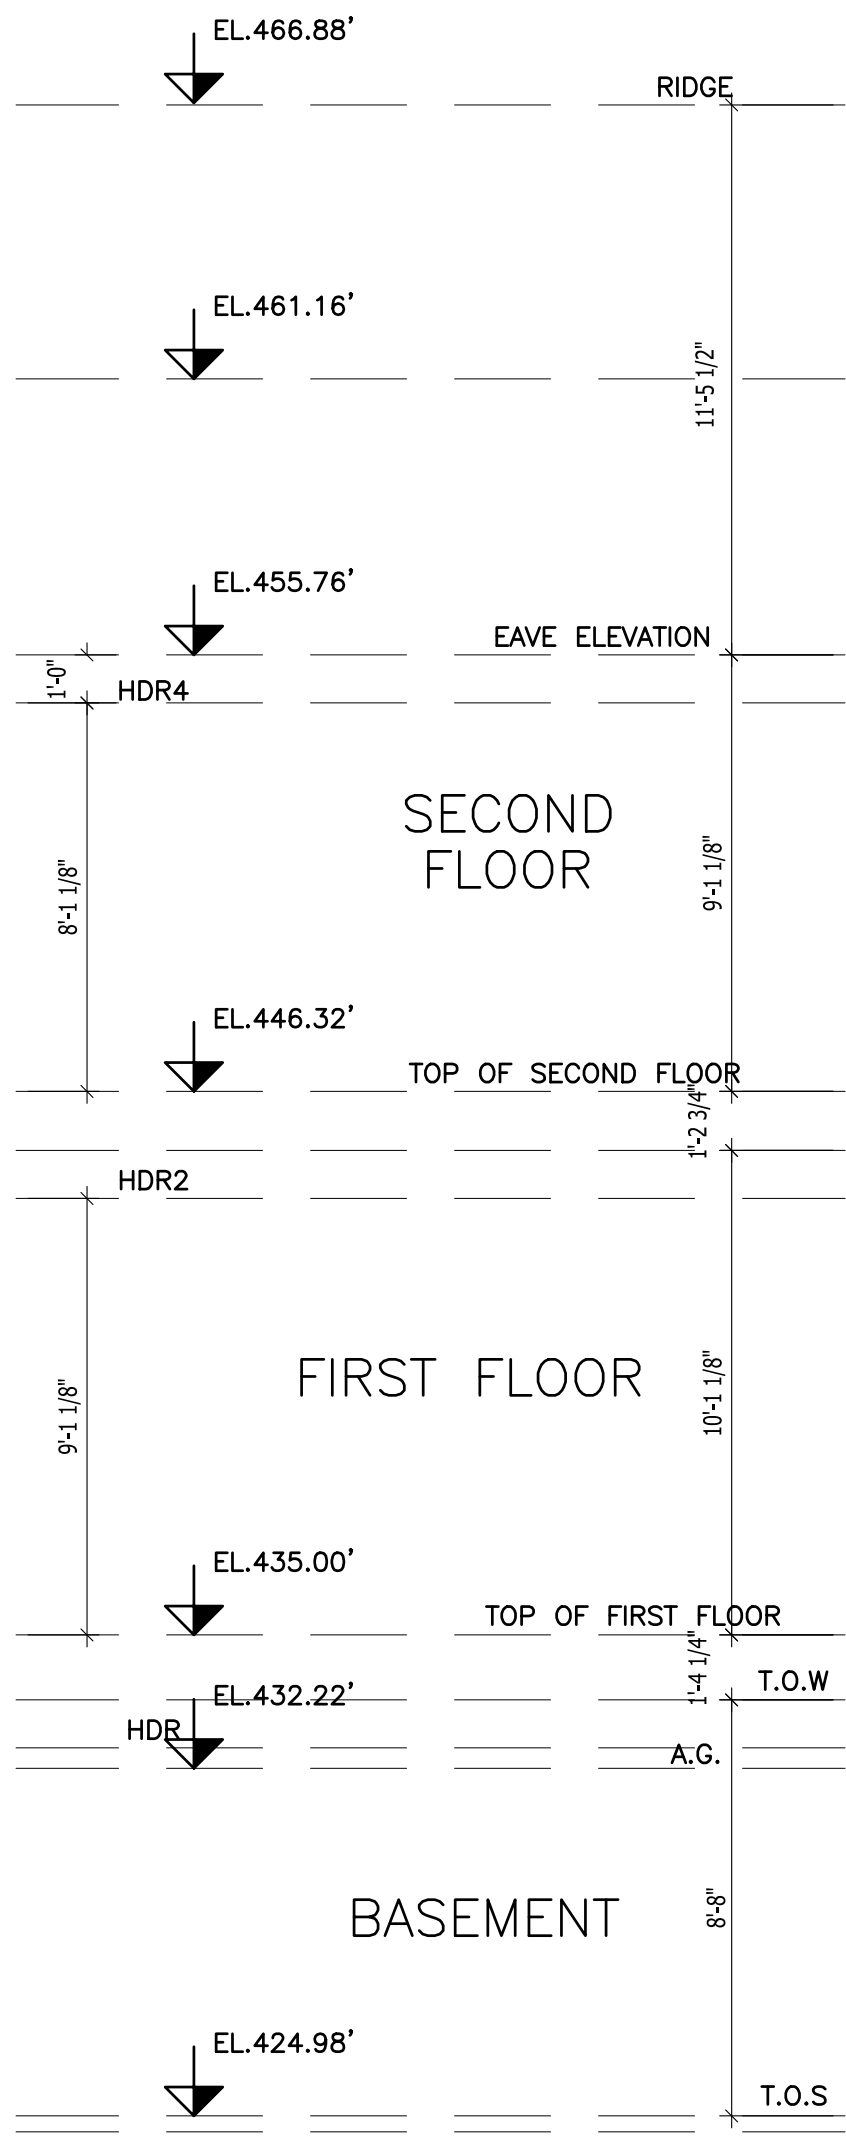 EL.466.88’
RIDGE
EL.461.16’
11'-5 1/2"
EL.455.76’
EAVE ELEVATION
1'-0"
HDR4
SECOND
FLOOR
8'-1 1/8"
9'-1 1/8"
EL.446.32’
TOP OF SECOND FLOOR
1'-2 3/4"
HDR2
FIRST FLOOR
9'-1 1/8"
10'-1 1/8"
EL.435.00’
TOP OF FIRST FLOOR
1'-4 1/4"
T.O.W
EL.432.22’
HDR
A.G.
BASEMENT
8'-8"
EL.424.98’
T.O.S